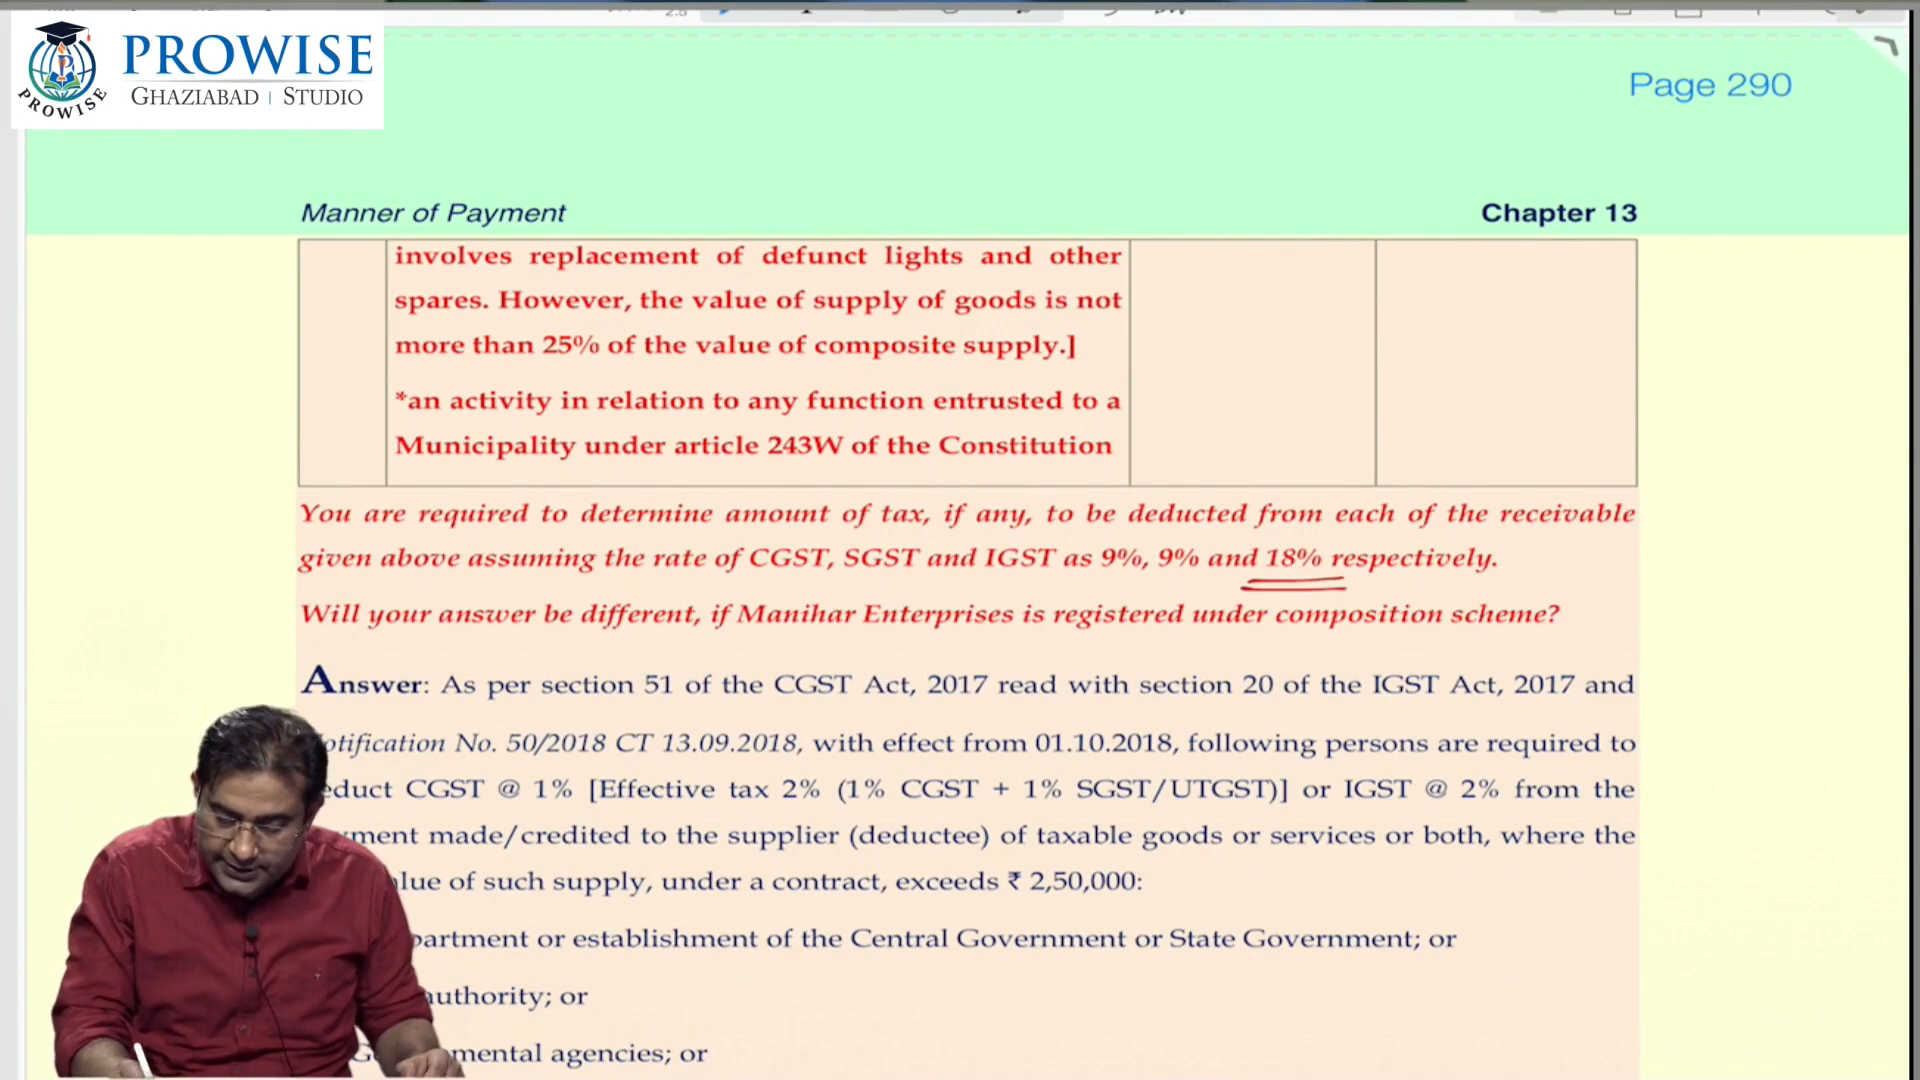 PROWISE
GHAZIABAD | STUDIO
PROWISE
Page 290
Manner of Payment Chapter 13
involves replacement of defunct lights and other
spares. However, the value of supply of goods is not
more than 25% of the value of composite supply.]
*an activity in relation to any function entrusted to a
Municipality under article 243W of the Constitution
You are required to determine amount of tax, if any, to be deducted from each of the receivable
given above assuming the rate of CGST, SGST and IGST as 9%, 9% and 18% respectively.
Will your answer be different, if Manihar Enterprises is registered under composition scheme?
Answer: As per section 51 of the CGST Act, 2017 read with section 20 of the IGST Act, 2017 and
otification No. 50/2018 CT 13.09.2018, with effect from 01.10.2018, following persons are required to
educt CGST @ 1% [Effective tax 2% (1% CGST + 1% SGST/UTGST)] or IGST @ 2% from the
ment made/credited to the supplier (deductee) of taxable goods or services or both, where the
lue of such supply, under a contract, exceeds ₹ 2,50,000:
partment or establishment of the Central Government or State Government; or
authority; or
mental agencies; or